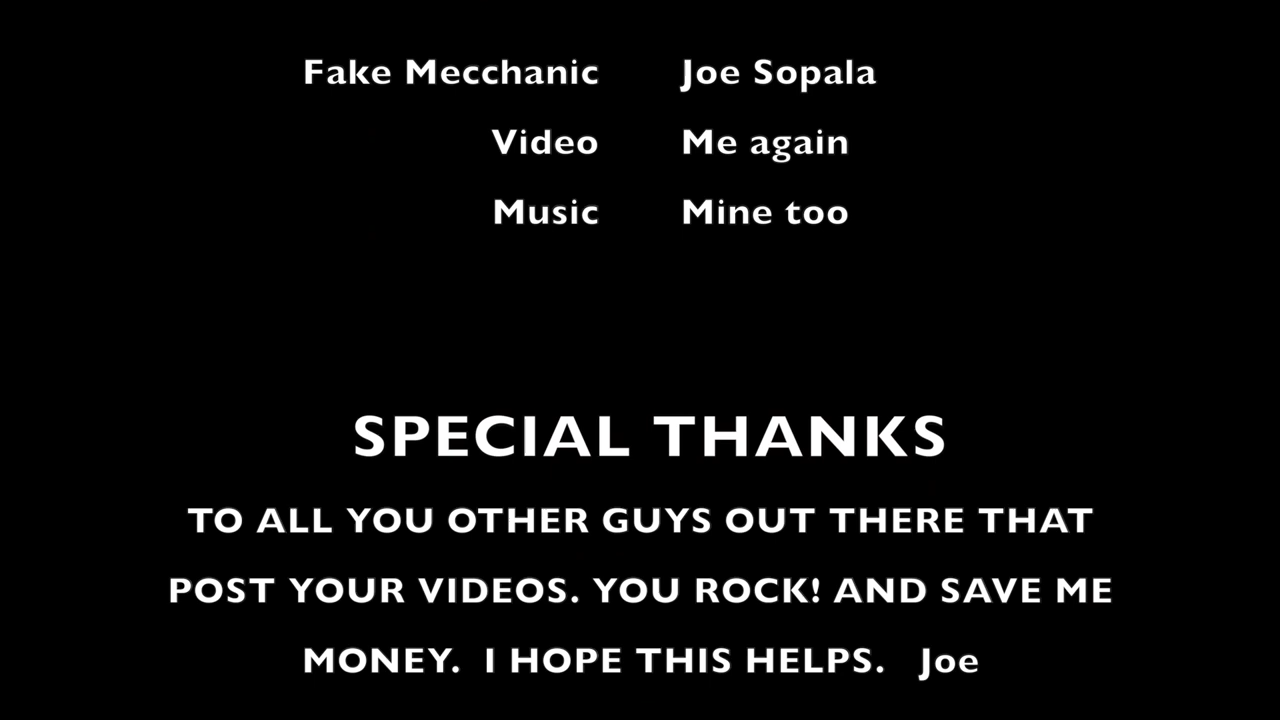 Fake Mecchanic Joe Sopala
Video Me again
Music Mine too
SPECIAL THANKS
TO ALL YOU OTHER GUYS OUT THERE THAT
POST YOUR VIDEOS. YOU ROCK! AND SAVE ME
MONEY. I HOPE THIS HELPS. Joe